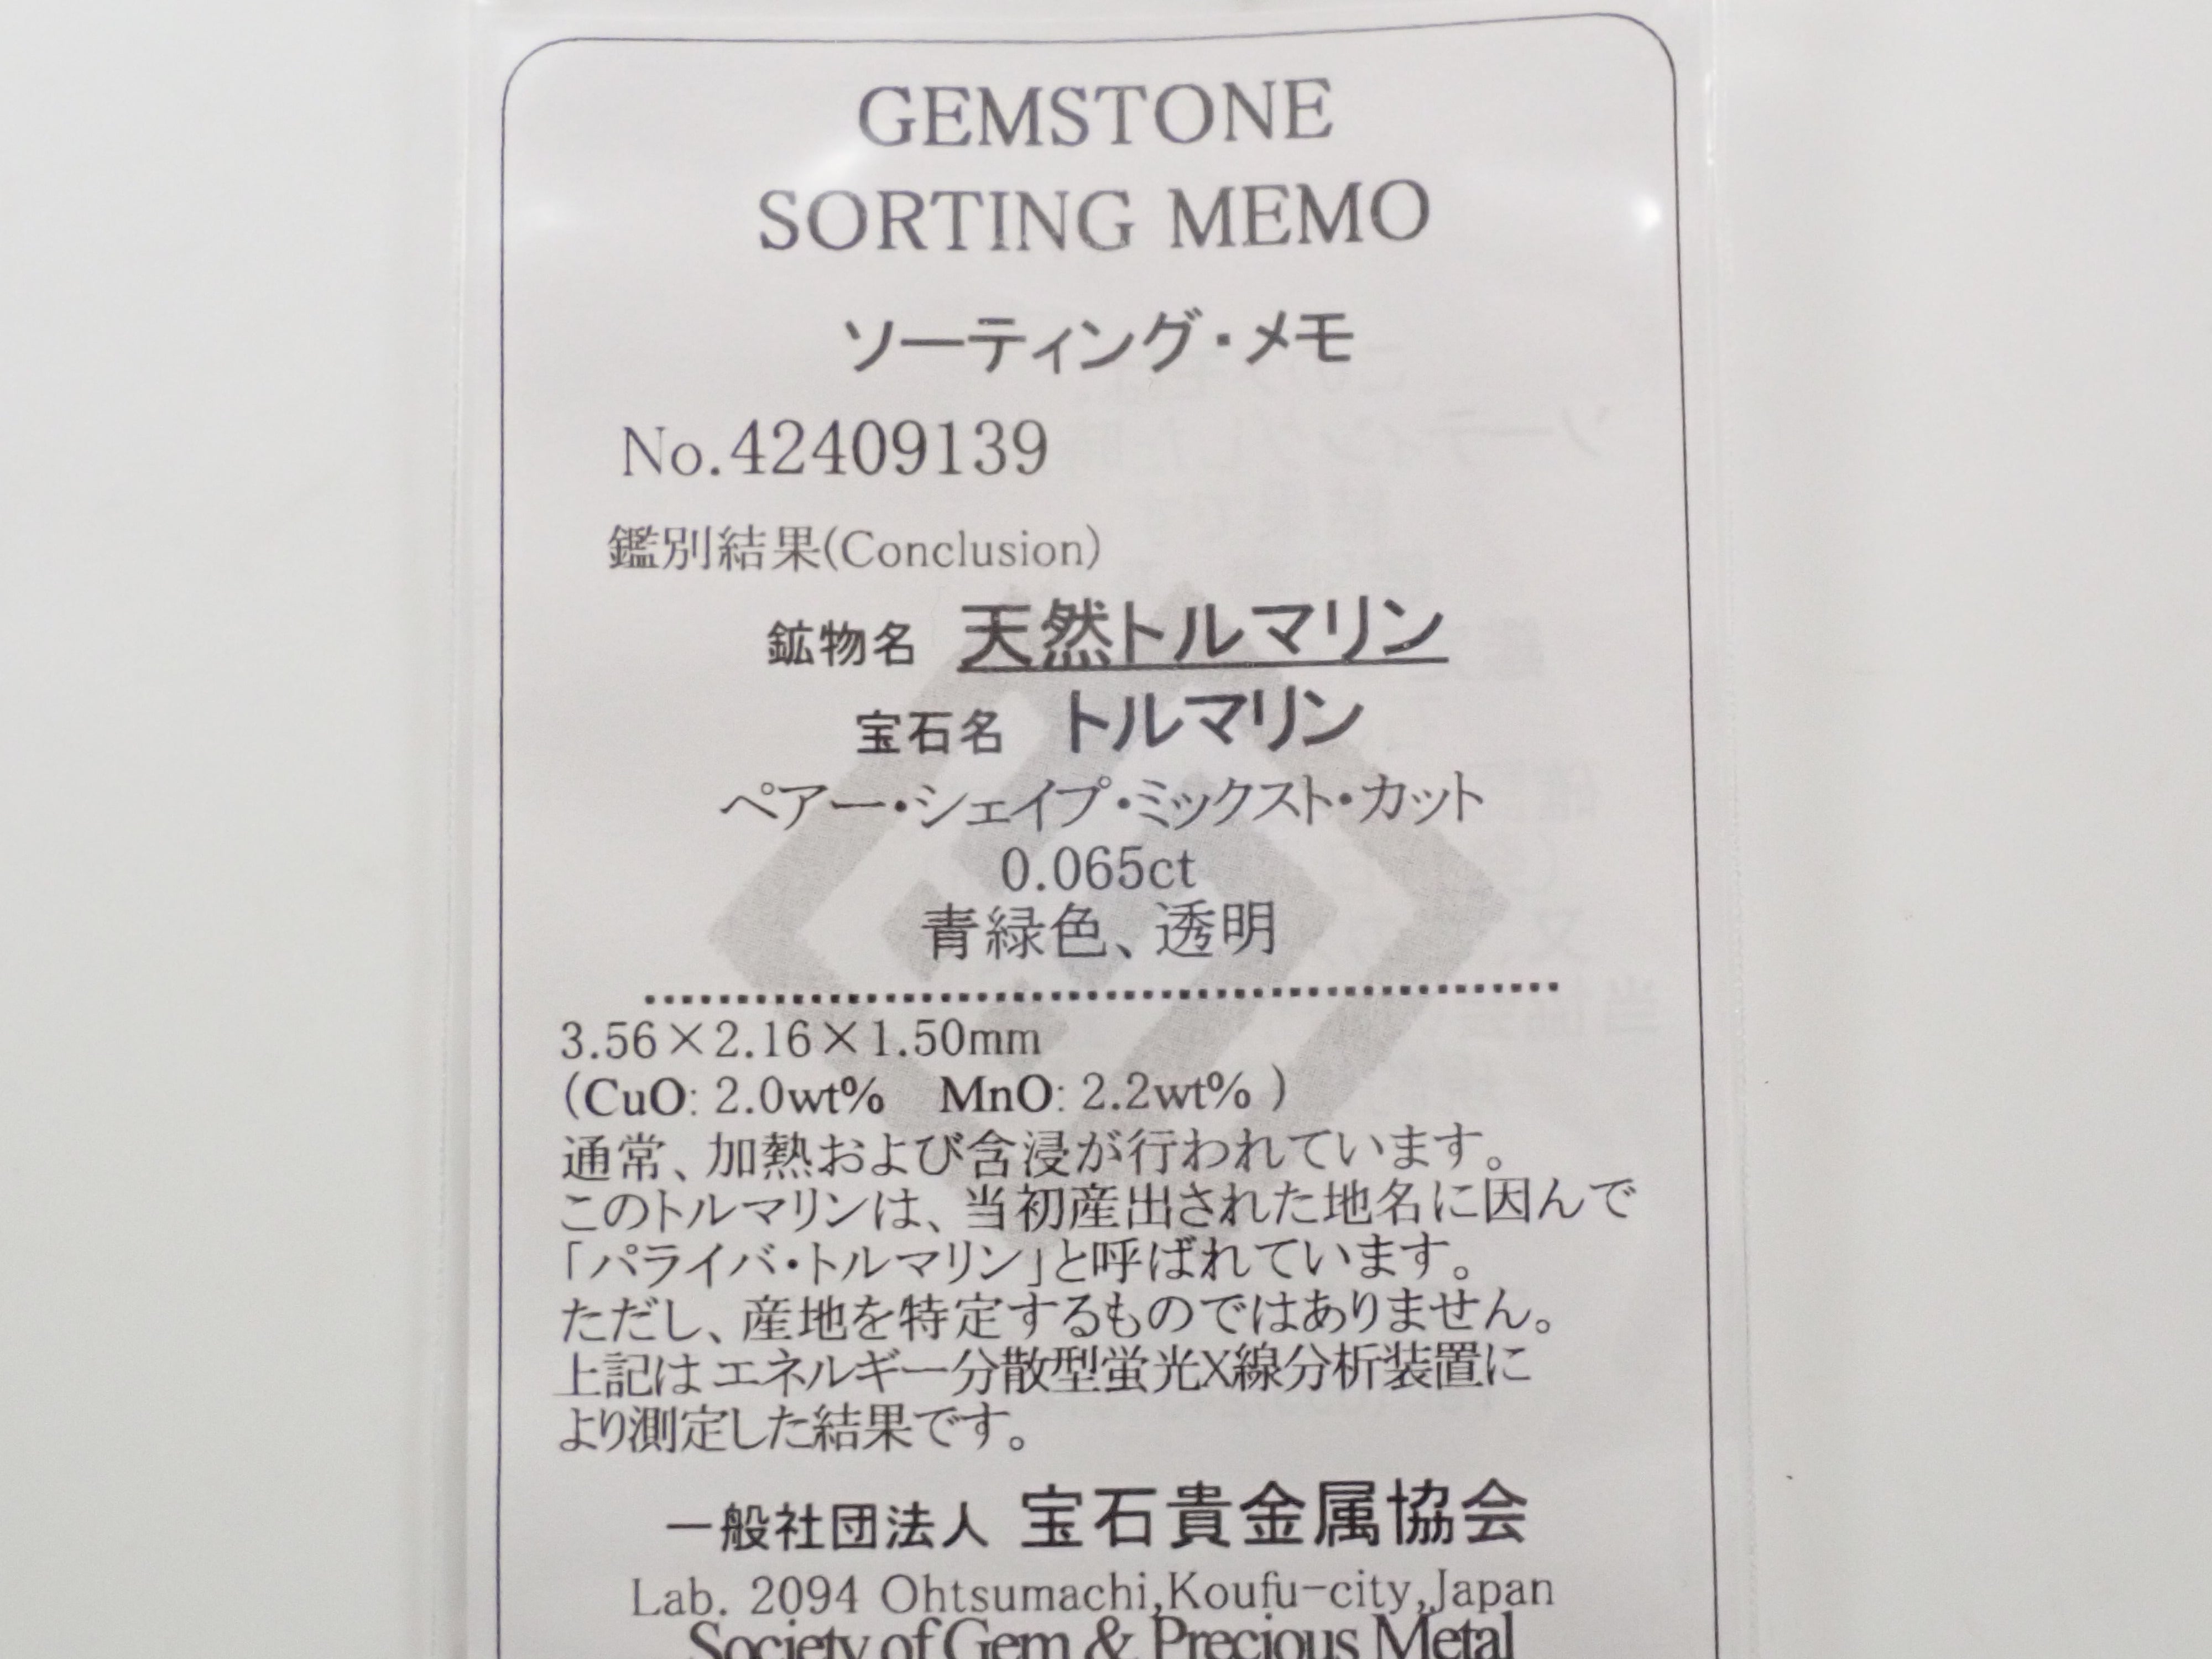 GEMSTONE
SORTING MEMO
ソーティング・メモ
No.42409139
鑑別結果(Conclusion)
鉱物名 天然トルマリン
宝石名 トルマリン
ペアー・シェイプ・ミックスト・カット
0.065ct
青緑色、透明
3.56×2.16×1.50mm
(CuO: 2.0wt% MnO: 2.2wt% )
通常、加熱および含浸が行われています。
このトルマリンは、当初産出された地名に因んで
「パライバ・トルマリン」と呼ばれています。
ただし、産地を特定するものではありません。
上記はエネルギー分散型蛍光X線分析装置に
より測定した結果です。
一般社団法人 宝石貴金属協会
Lab. 2094 Ohtsumachi,Koufu-city,Japan
Society of Gem & Precious Metal